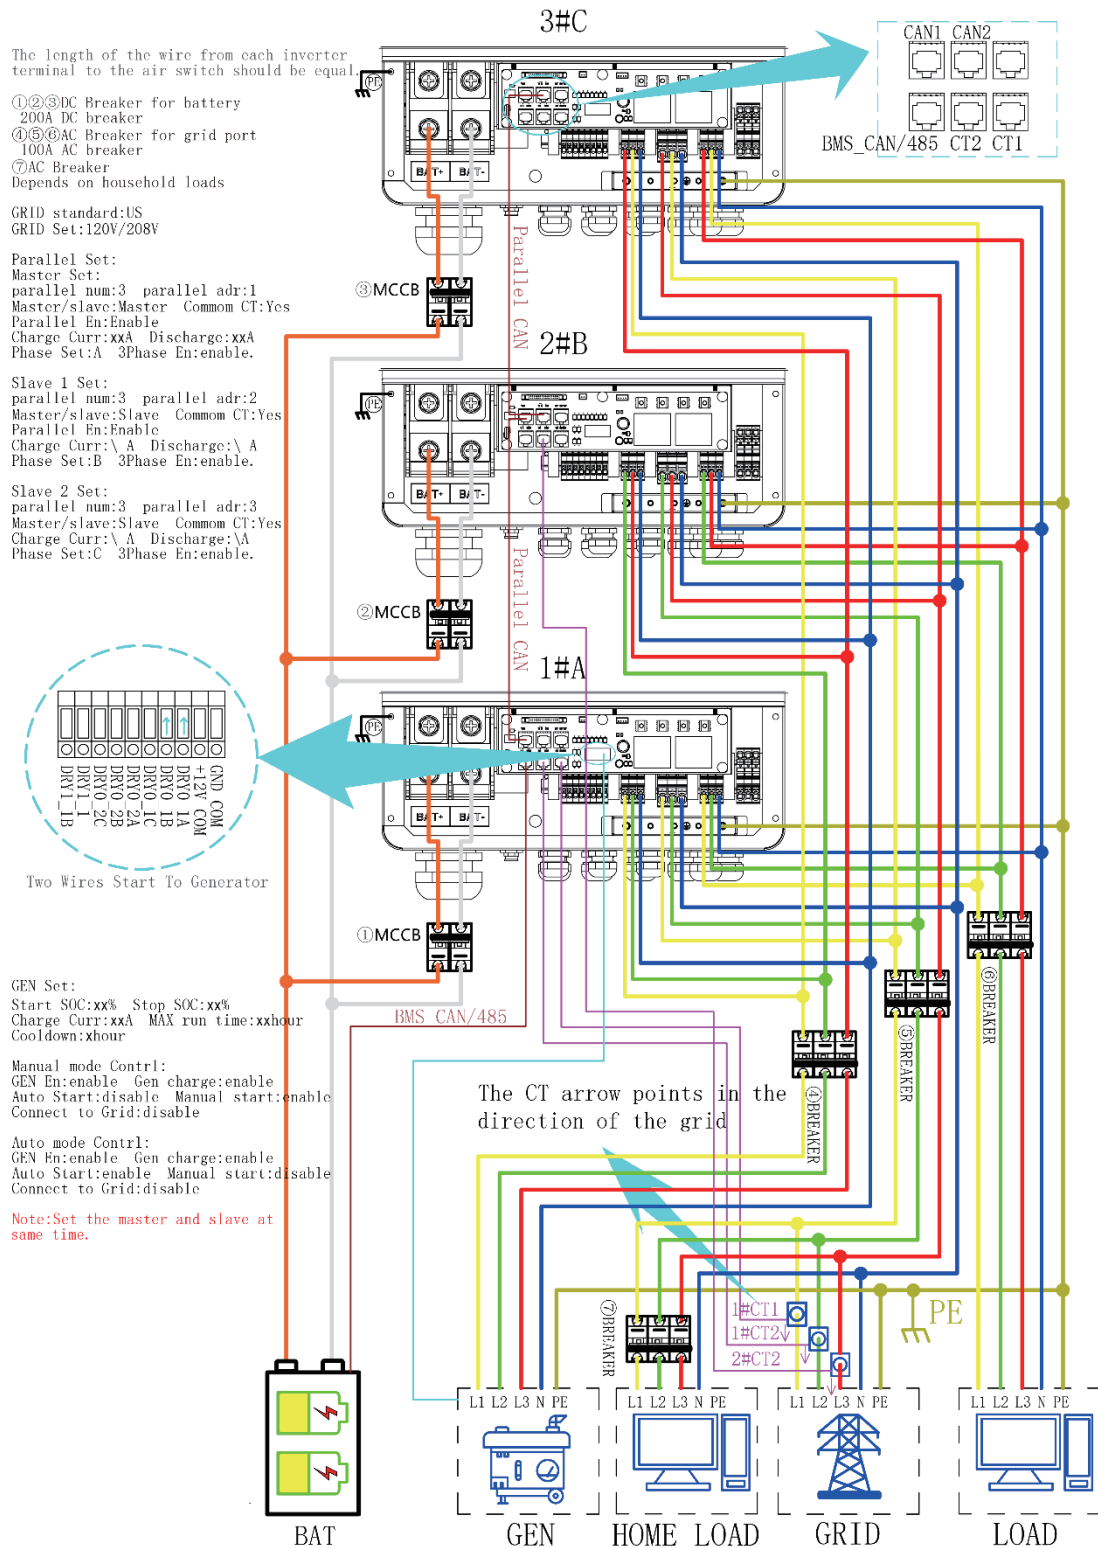 3#C
The length of the wire from each inverter
terminal to the air switch should be equal.
①②③DC Breaker for battery
200A DC breaker
④⑤⑥AC Breaker for grid port
100A AC breaker
⑦AC Breaker
Depends on household loads
GRID standard:US
GRID Set:120V/208V
Parallel Set:
Master Set:
parallel num:3 parallel adr:1
Master/slave:Master Commom CT:Yes
Parallel En:Enable
Charge Curr:xxA Discharge:xxA
Phase Set:A 3Phase En:enable.
Slave 1 Set:
parallel num:3 parallel adr:2
Master/slave:Slave Commom CT:Yes
Parallel En:Enable
Charge Curr:\ A Discharge:\ A
Phase Set:B 3Phase En:enable.
Slave 2 Set:
parallel num:3 parallel adr:3
Master/slave:Slave Commom CT:Yes
Charge Curr:\ A Discharge:\A
Phase Set:C 3Phase En:enable.
CAN1 CAN2
BMS_CAN/485 CT2 CT1
PE
BAT+ BAT-
Parallel CAN
③MCCB
2#B
PE
BAT+ BAT-
Parallel CAN
②MCCB
1#A
PE
BAT+ BAT-
①MCCB
DRY1_1B
DRY1_1
DRY0_2C
DRY0_2B
DRY0_2A
DRY0_1C
DRY0_1B
DRY0_1A
+12V COM
GND COM
Two Wires Start To Generator
GEN Set:
Start SOC:xx% Stop SOC:xx%
Charge Curr:xxA MAX run time:xxhour
Cooldown:xhour
Manual mode Contrl:
GEN En:enable Gen charge:enable
Auto Start:disable Manual start:enable
Connect to Grid:disable
Auto mode Contrl:
GEN En:enable Gen charge:enable
Auto Start:enable Manual start:disable
Connect to Grid:disable
Note:Set the master and slave at
same time.
BMS CAN/485
⑥BREAKER
⑤BREAKER
④BREAKER
The CT arrow points in the
direction of the grid
⑦BREAKER
1#CT1
1#CT2
2#CT2
PE
L1 L2 L3 N PE
L1 L2 L3 N PE
L1 L2 L3 N PE
L1 L2 L3 N PE
BAT
GEN
HOME LOAD
GRID
LOAD